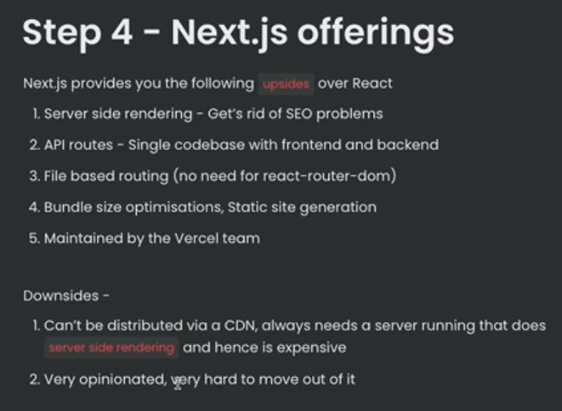 Step 4 - Next.js offerings
Next.js provides you the following upsides over React
1. Server side rendering - Get's rid of SEO problems
2. API routes - Single codebase with frontend and backend
3. File based routing (no need for react-router-dom)
4. Bundle size optimisations, Static site generation
5. Maintained by the Vercel team
Downsides -
1. Can't be distributed via a CDN, always needs a server running that does
server side rendering and hence is expensive
2. Very opinionated, very hard to move out of it